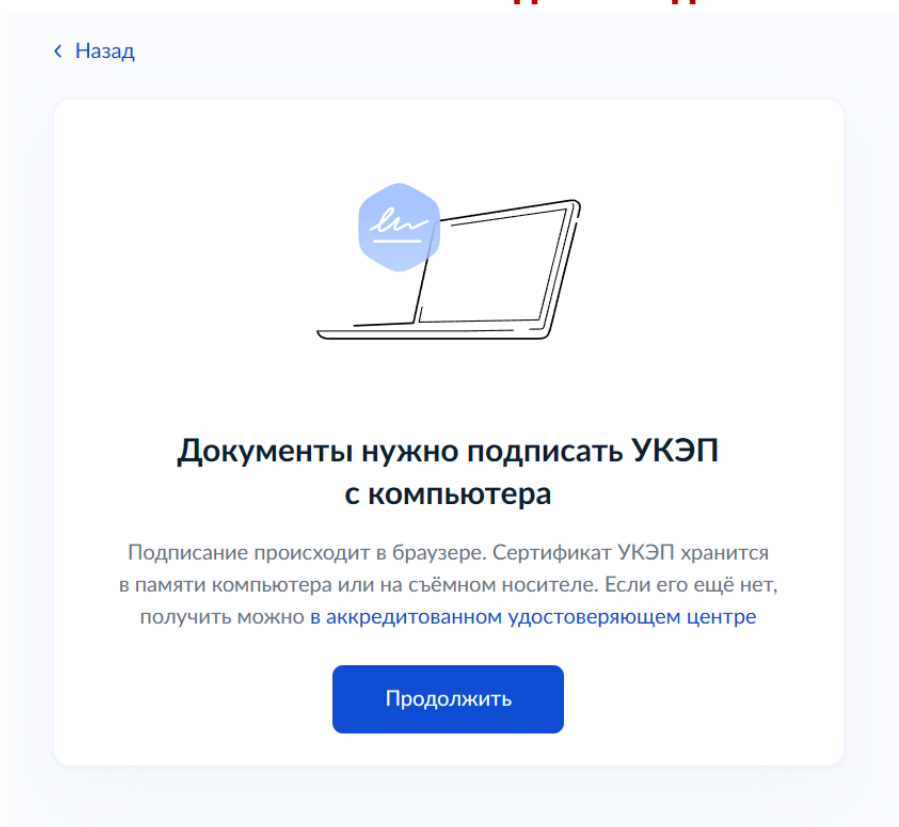 Назад
Документы нужно подписать УКЭП
с компьютера
Подписание происходит в браузере. Сертификат УКЭП хранится
в памяти компьютера или на съёмном носителе. Если его ещё нет,
получить можно в аккредитованном удостоверяющем центре
Продолжить